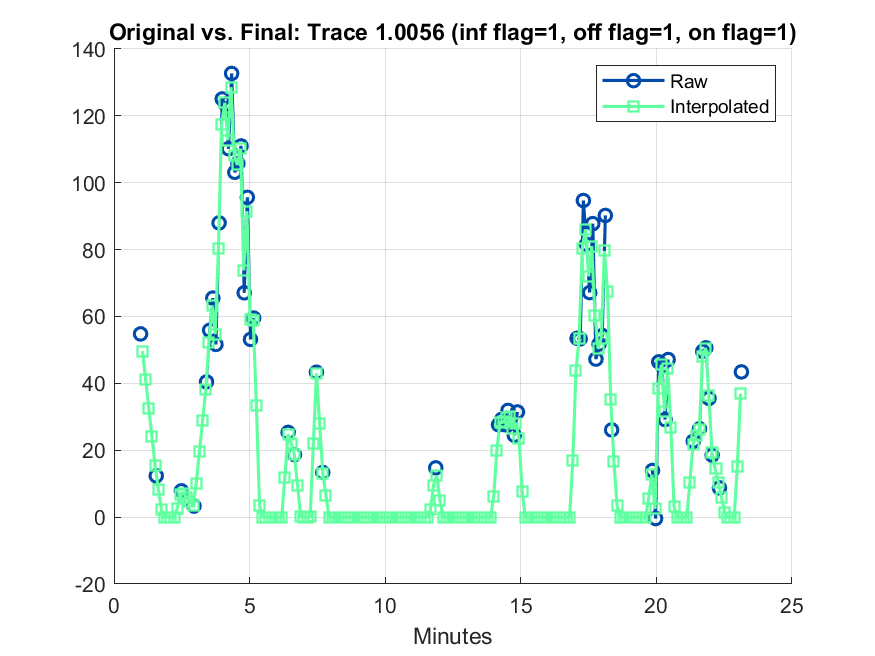 Original vs. Final: Trace 1.0056 (inf flag=1, off flag=1, on flag=1)
Raw
Interpolated
140
120
100
80
60
40
20
0
-20
0 5 10 15 20 25
Minutes